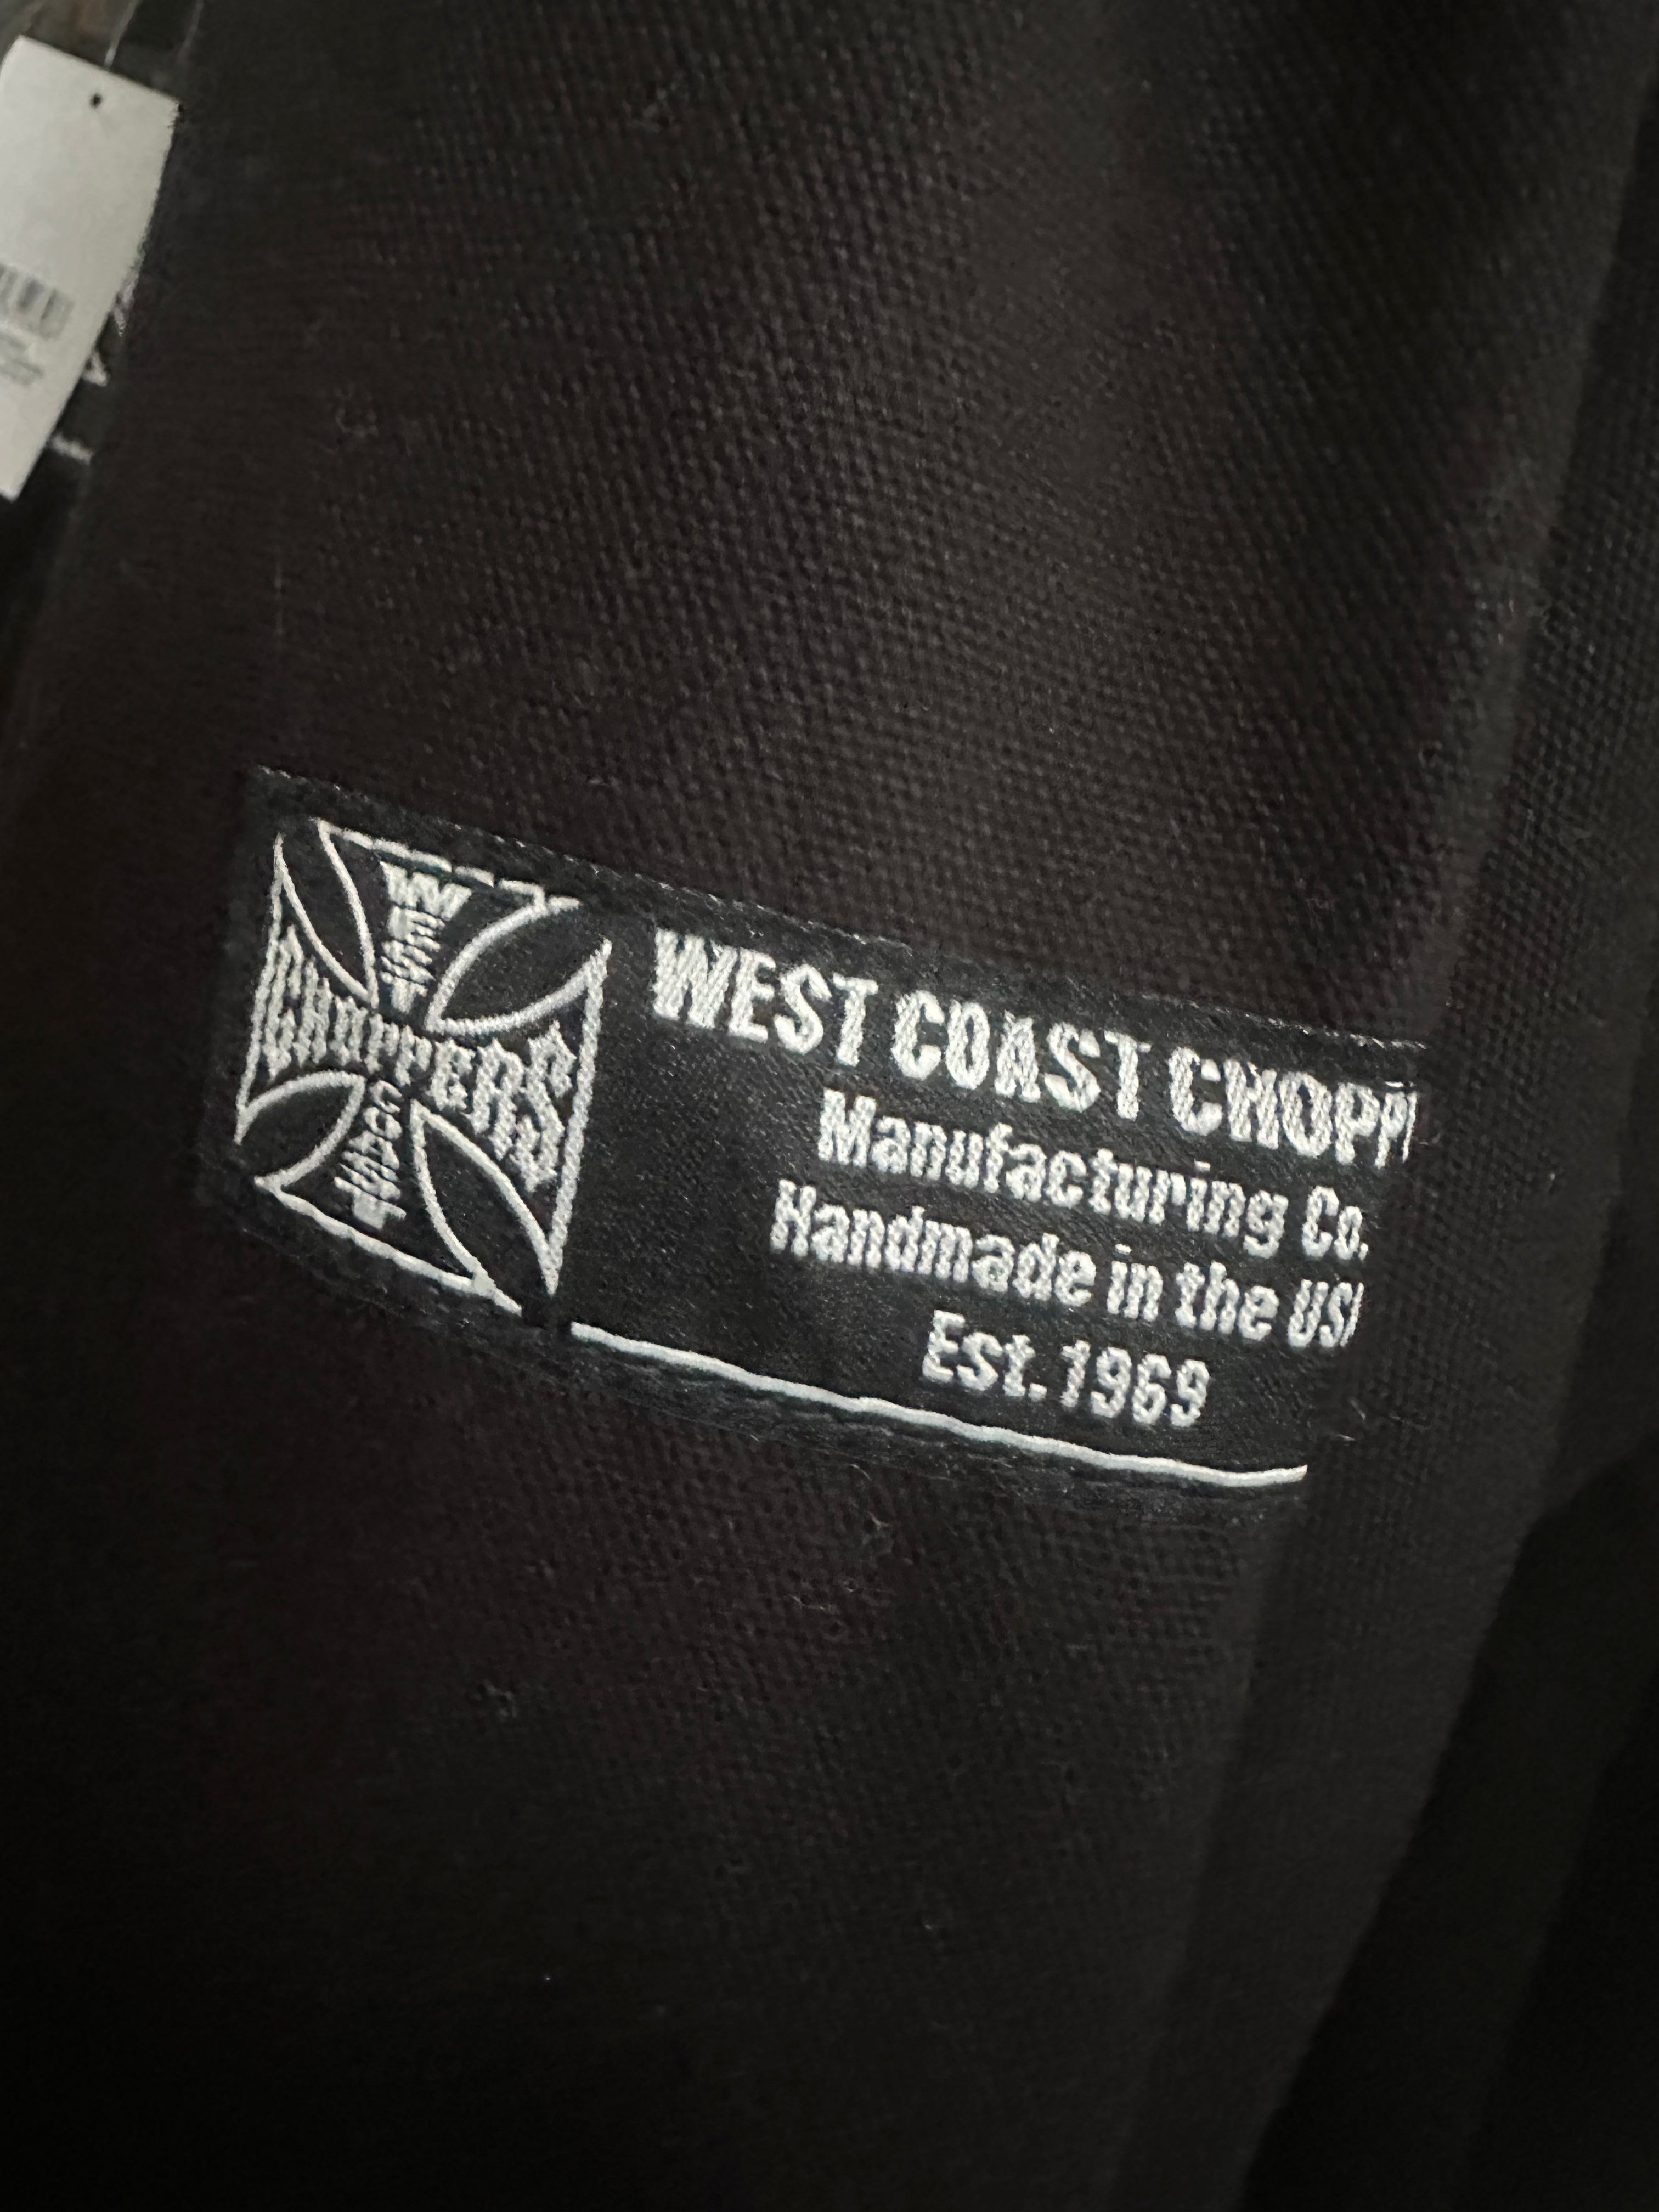 WEST
CHOPPERS
COAST
WEST COAST CHOPP
Manufacturing Co.
Handmade in the US
Est. 1969